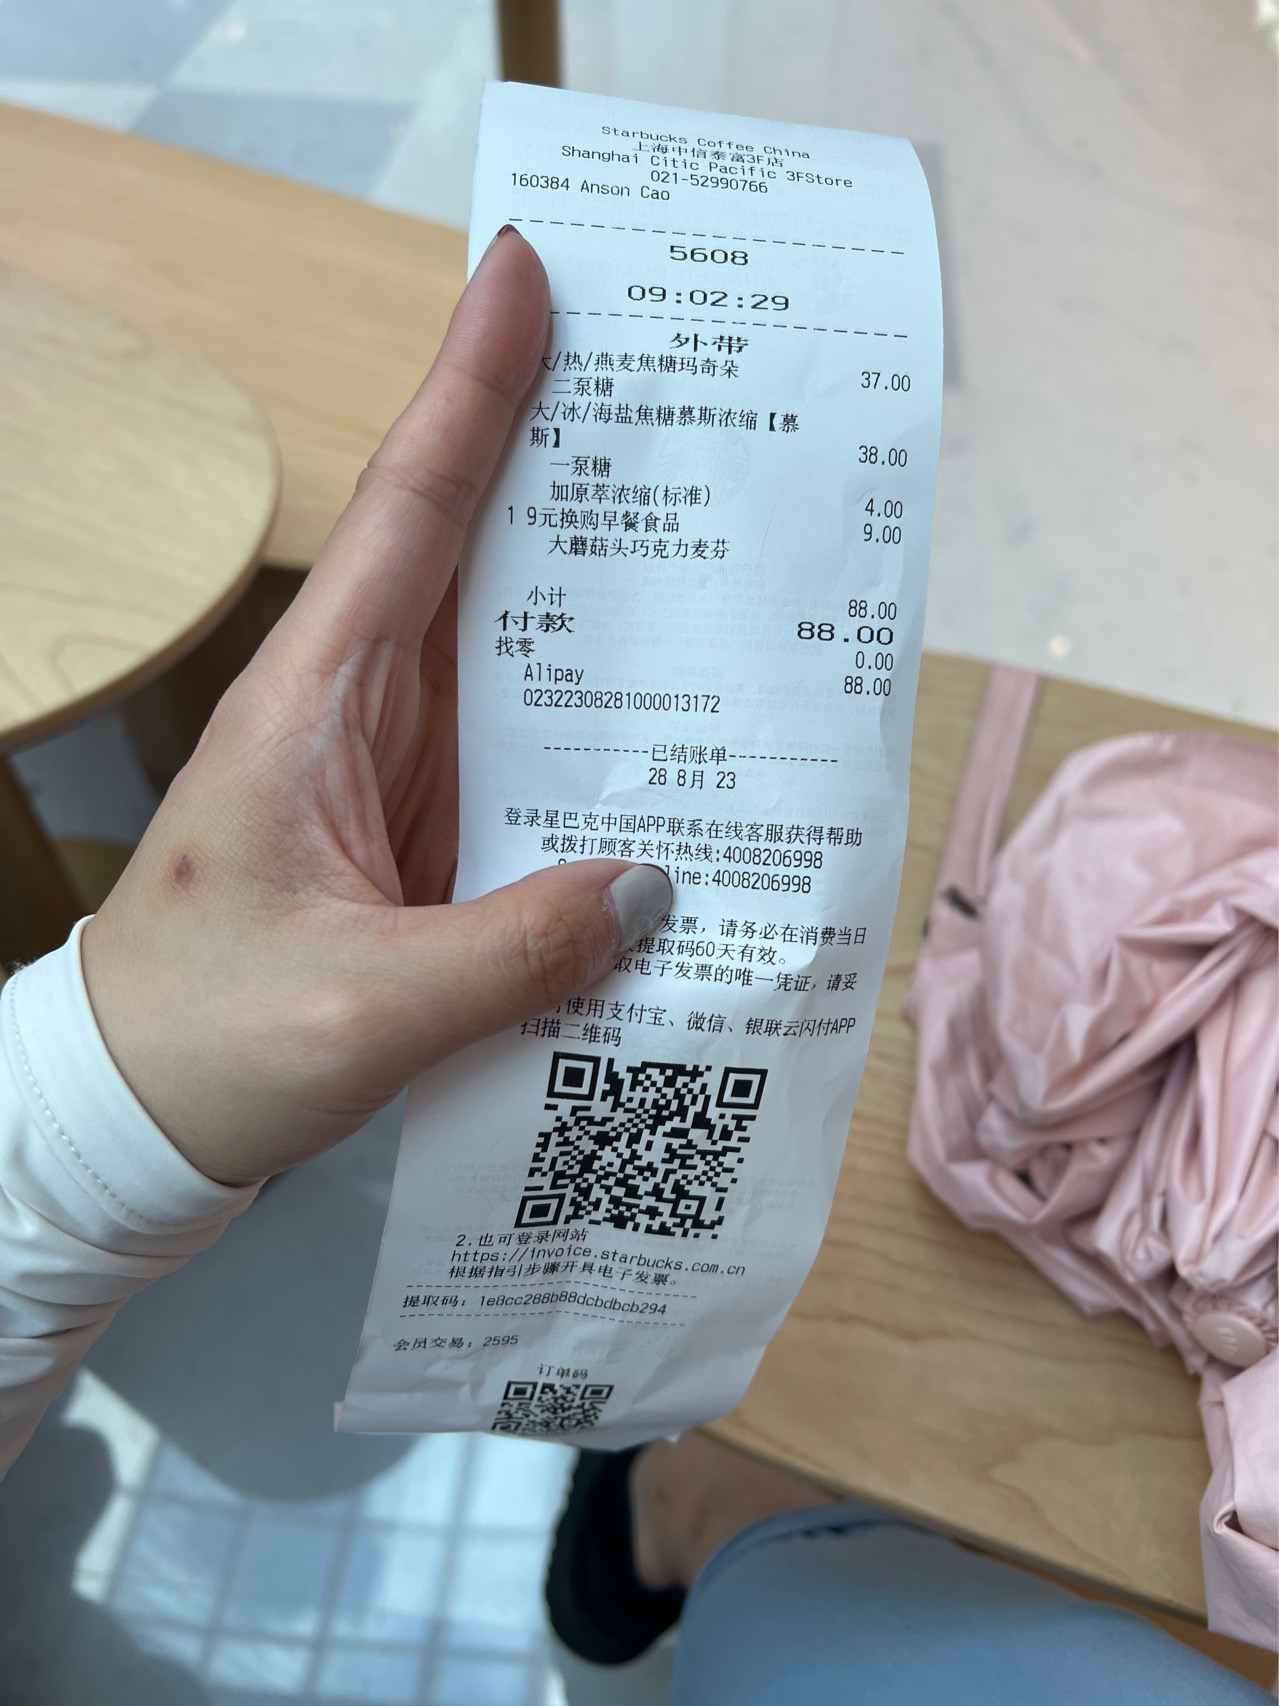 Starbucks Coffee China
上海中信泰富3F店
Shanghai Citic Pacific 3FStore
021-52990766
160384 Anson Cao
5608
09:02:29
外带
/热/燕麦焦糖玛奇朵 37.00
二泵糖
大/冰/海盐焦糖慕斯浓缩【慕
斯】 38.00
一泵糖
加原萃浓缩(标准) 4.00
1 9元换购早餐食品 9.00
大蘑菇头巧克力麦芬
小计 88.00
付款 88.00
找零 0.00
Alipay 88.00
02322308281000013172
-----------已结账单-----------
28 8月 23
登录星巴克中国APP联系在线客服获得帮助
或拨打顾客关怀热线:4008206998
line:4008206998
发票，请务必在消费当日
提取码60天有效。
取电子发票的唯一凭证，请妥
使用支付宝、微信、银联云闪付APP
扫描二维码
2.也可登录网站
https://invoice.starbucks.com.cn
根据指引步骤开具电子发票。
提取码：1e0cc288b88dcbdbcb294
会员交易：2595
订单码